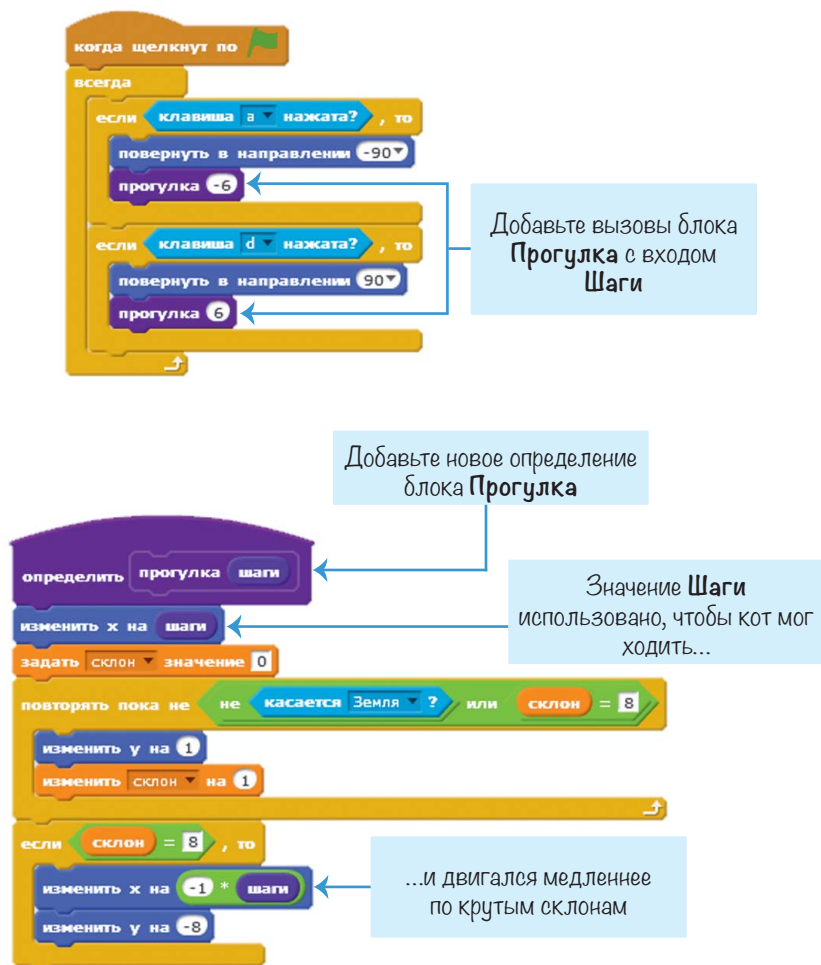 когда щелкнут по
всегда
если клавиша a нажата? , то
повернуть в направлении -90
прогулка -6
если клавиша d нажата? , то
повернуть в направлении 90
прогулка 6
Добавьте вызовы блока
Прогулка с входом
Шаги
Добавьте новое определение
блока Прогулка
определить прогулка шаги
Значение Шаги
использовано, чтобы кот мог
ходить...
изменить х на шаги
задать склон значение 0
повторять пока не не касается Земля ? или склон = 8
изменить у на 1
изменить склон на 1
если склон = 8 , то
изменить х на -1 * шаги
изменить у на -8
...и двигался медленнее
по крутым склонам